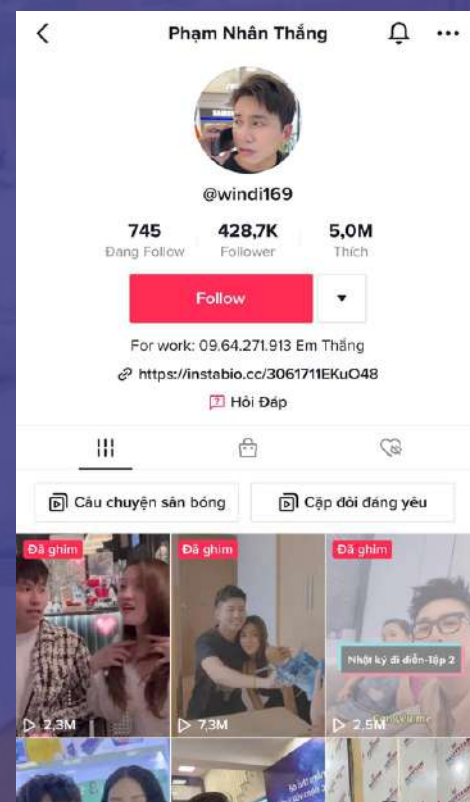 Phạm Nhân Thắng
@windi169
745 428,7K 5,0M
Đang Follow Follower Thích
Follow
For work: 09.64.271.913 Em Thắng
https://instabio.cc/3061711EKuO48
Hỏi Đáp
Câu chuyện sân bóng Cặp đôi đáng yêu
Đã ghim Đã ghim Đã ghim
Nhật ký đi diễn-Tập 2
2,3M 7,3M 2,5M